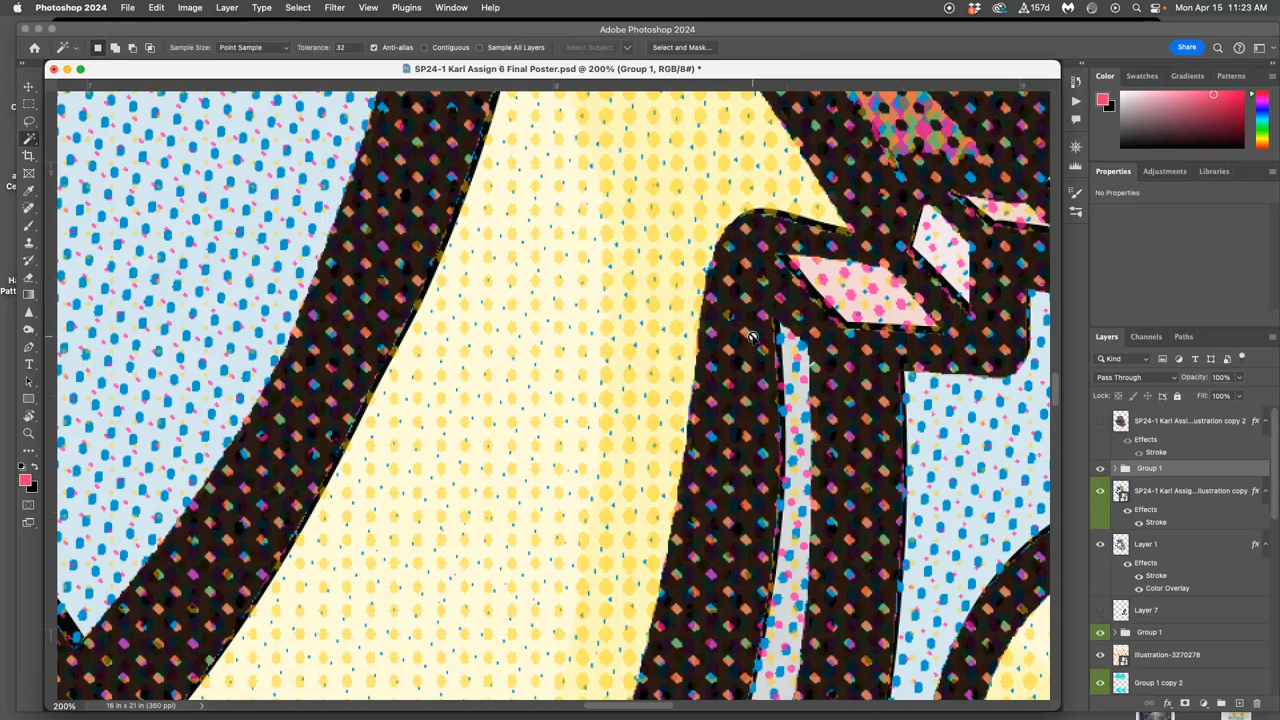 Photoshop 2024 File Edit Image Layer Type Select Filter View Plugins Window Help 157d Mon Apr 15 11:23 AM
Adobe Photoshop 2024
Sample Size: Point Sample Tolerance: 32 Anti-alias Contiguous Sample All Layers Select Subject Select and Mask... Share
SP24-1 Karl Assign 6 Final Poster.psd @ 200% (Group 1, RGB/8#) *
7 8 9
Color Swatches Gradients Patterns
Properties Adjustments Libraries
No Properties
Layers Channels Paths
Kind
Pass Through Opacity: 100%
Lock: Fill: 100%
SP24-1 Karl Assi...ustration copy 2 fx
Effects
Stroke
Group 1
SP24-1 Karl Assig...llustration copy
Effects
Stroke
Layer 1 fx
Effects
Stroke
Color Overlay
Layer 7
Group 1
Illustration-3270278
Group 1 copy 2
200% 16 in x 21 in (350 ppi)